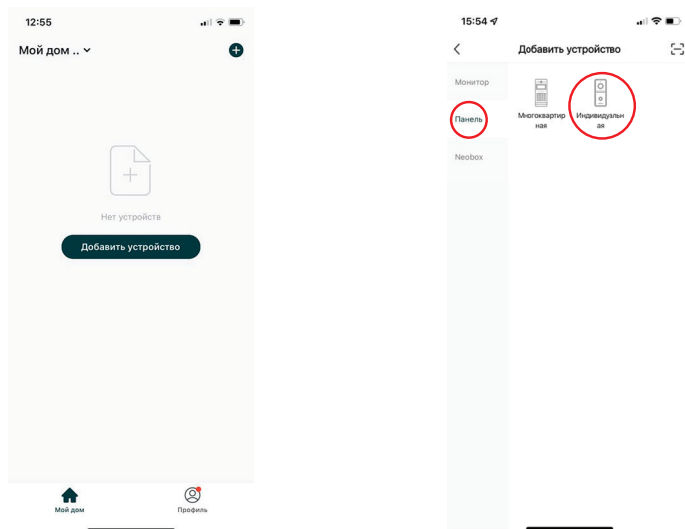 12:55
Мой дом ..
Нет устройств
Добавить устройство
Мой дом
Профиль
15:54
Добавить устройство
Монитор
Панель
Neobox
Многоквартир
ная
Индивидуальн
ая